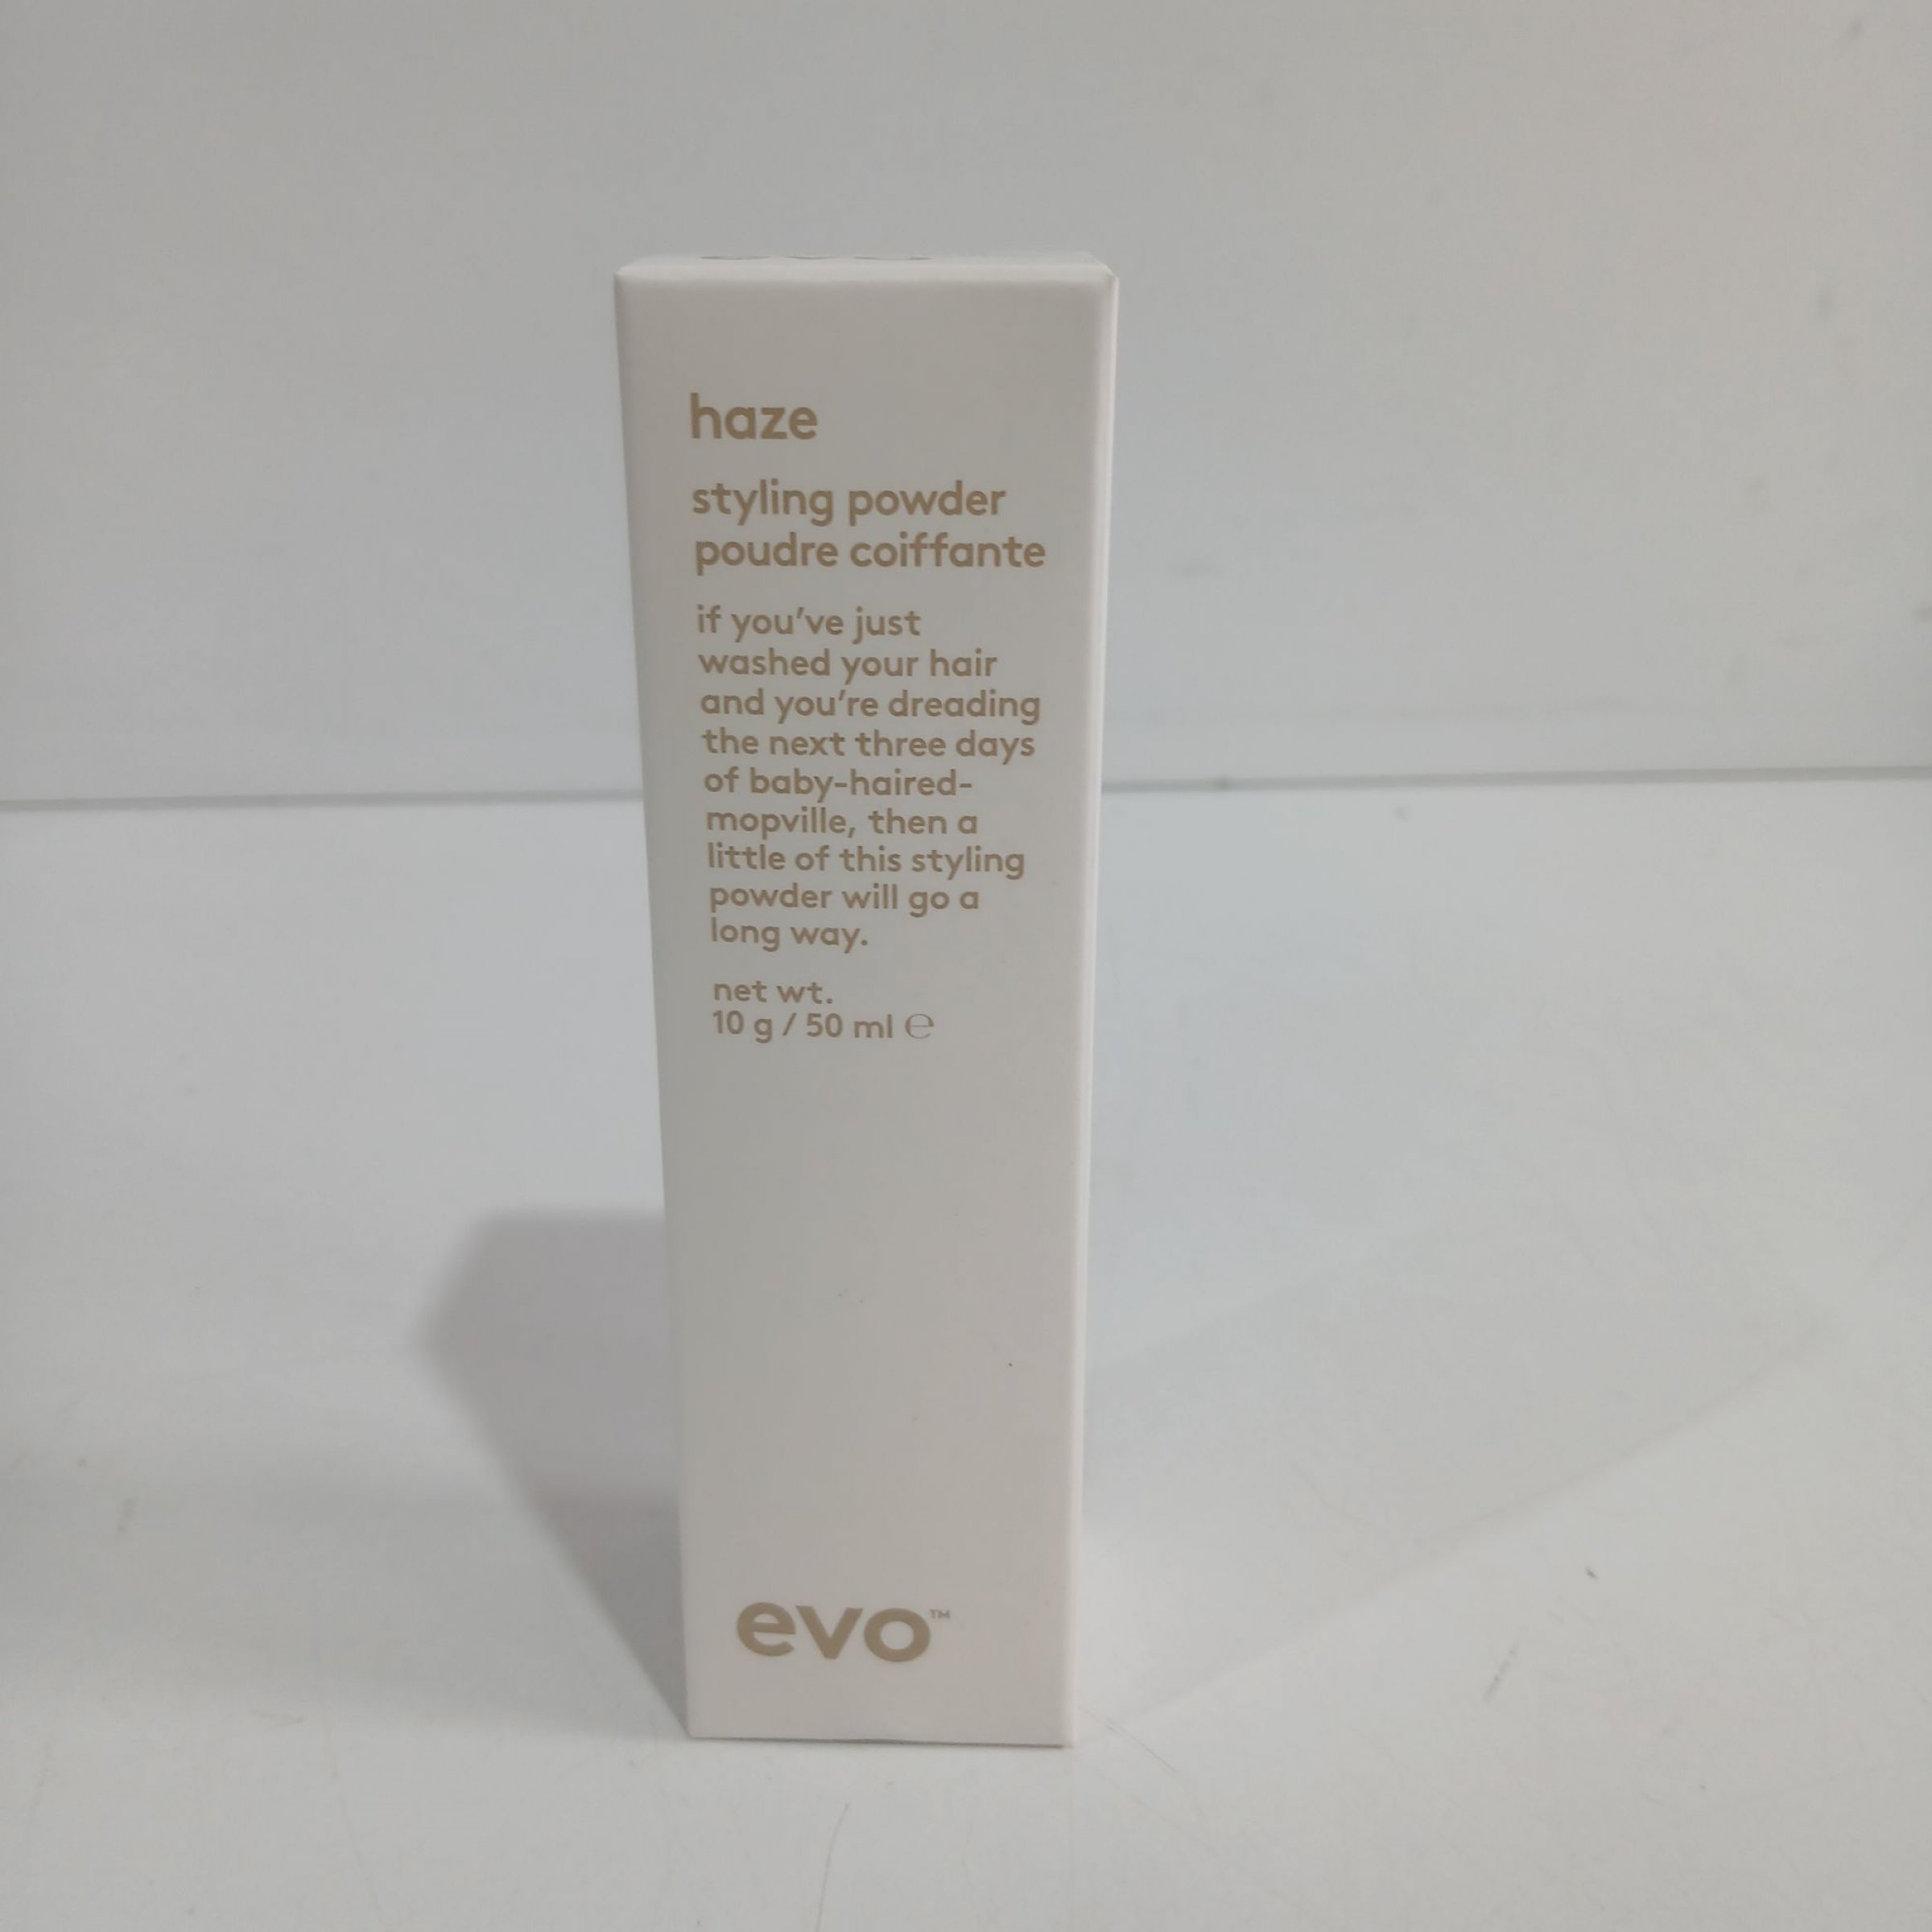 haze
styling powder
poudre coiffante
if you've just
washed your hair
and you're dreading
the next three days
of baby-haired-
mopville, then a
little of this styling
powder will go a
long way.
net wt.
10 g / 50 ml ℮
evo™